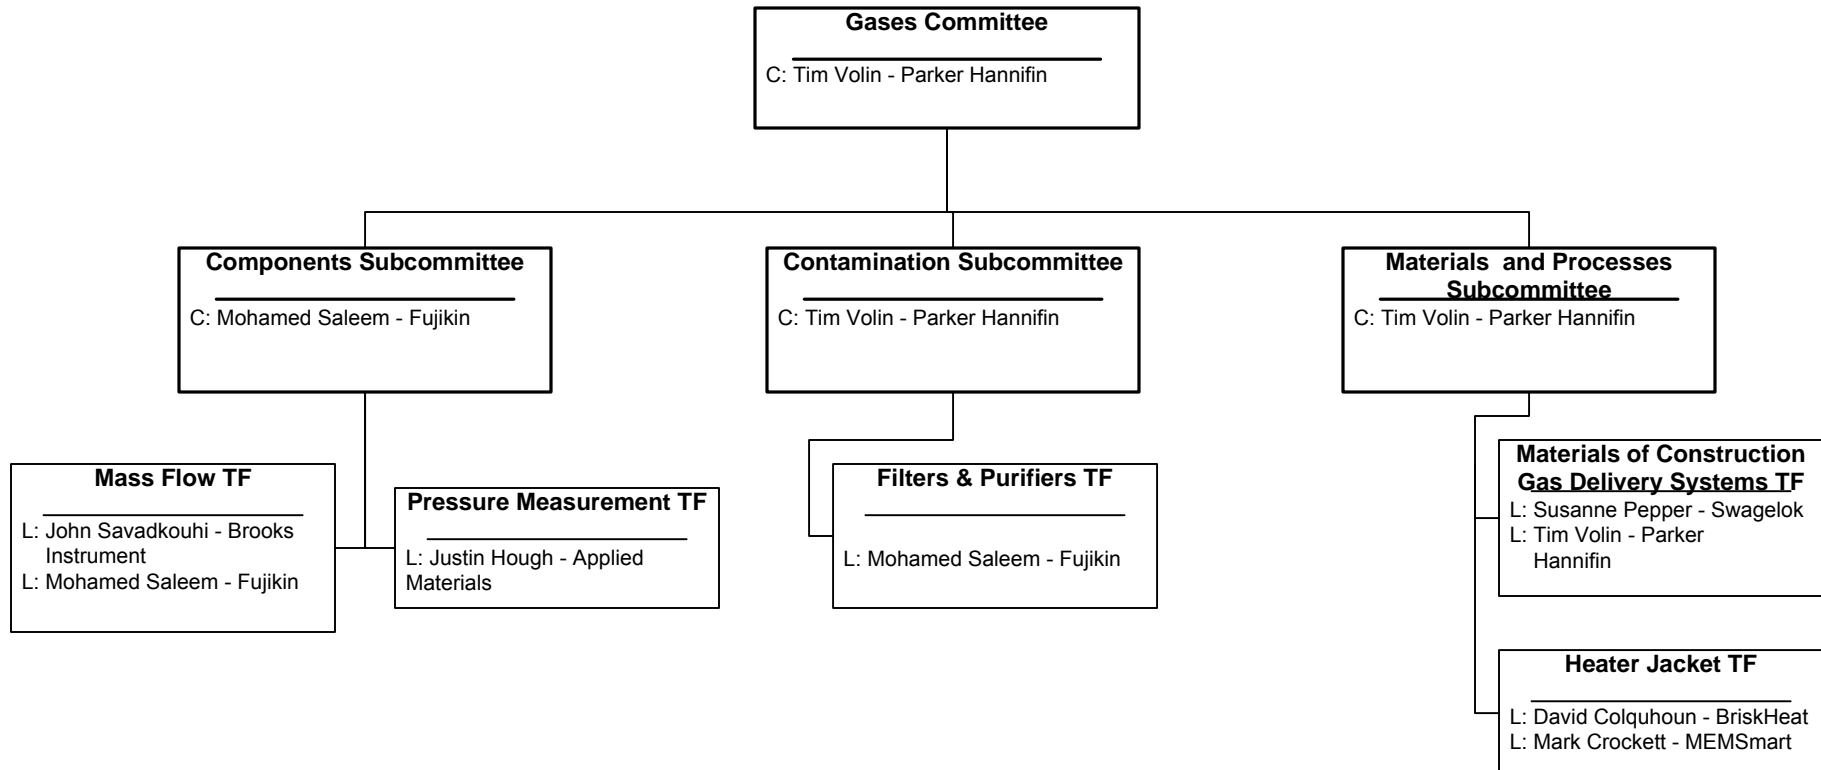 Gases Committee
C: Tim Volin - Parker Hannifin
Components Subcommittee
C: Mohamed Saleem - Fujikin
Contamination Subcommittee
C: Tim Volin - Parker Hannifin
Materials and Processes
Subcommittee
C: Tim Volin - Parker Hannifin
Mass Flow TF
L: John Savadkouhi - Brooks
Instrument
L: Mohamed Saleem - Fujikin
Pressure Measurement TF
L: Justin Hough - Applied
Materials
Filters & Purifiers TF
L: Mohamed Saleem - Fujikin
Materials of Construction
Gas Delivery Systems TF
L: Susanne Pepper - Swagelok
L: Tim Volin - Parker
Hannifin
Heater Jacket TF
L: David Colquhoun - BriskHeat
L: Mark Crockett - MEMSmart